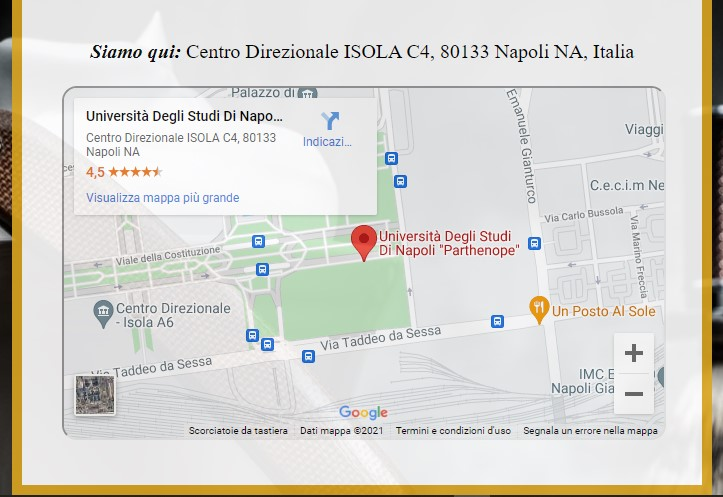 Siamo qui: Centro Direzionale ISOLA C4, 80133 Napoli NA, Italia
Palazzo di
Università Degli Studi Di Napo...
Centro Direzionale ISOLA C4, 80133
Napoli NA
4,5
Visualizza mappa più grande
Indicazi...
Emanuele Gianturco
Viaggi
C.e.c.i.m Ne
Via Carlo Bussola
Via Marino Freccia
Università Degli Studi
Di Napoli "Parthenope"
Viale della Costituzione
Centro Direzionale
- Isola A6
Un Posto Al Sole
Via Taddeo da Sessa
Via Taddeo da Sessa
IMC E
Napoli Gia
+
−
Google
Scorciatoie da tastiera
Dati mappa ©2021
Termini e condizioni d'uso
Segnala un errore nella mappa